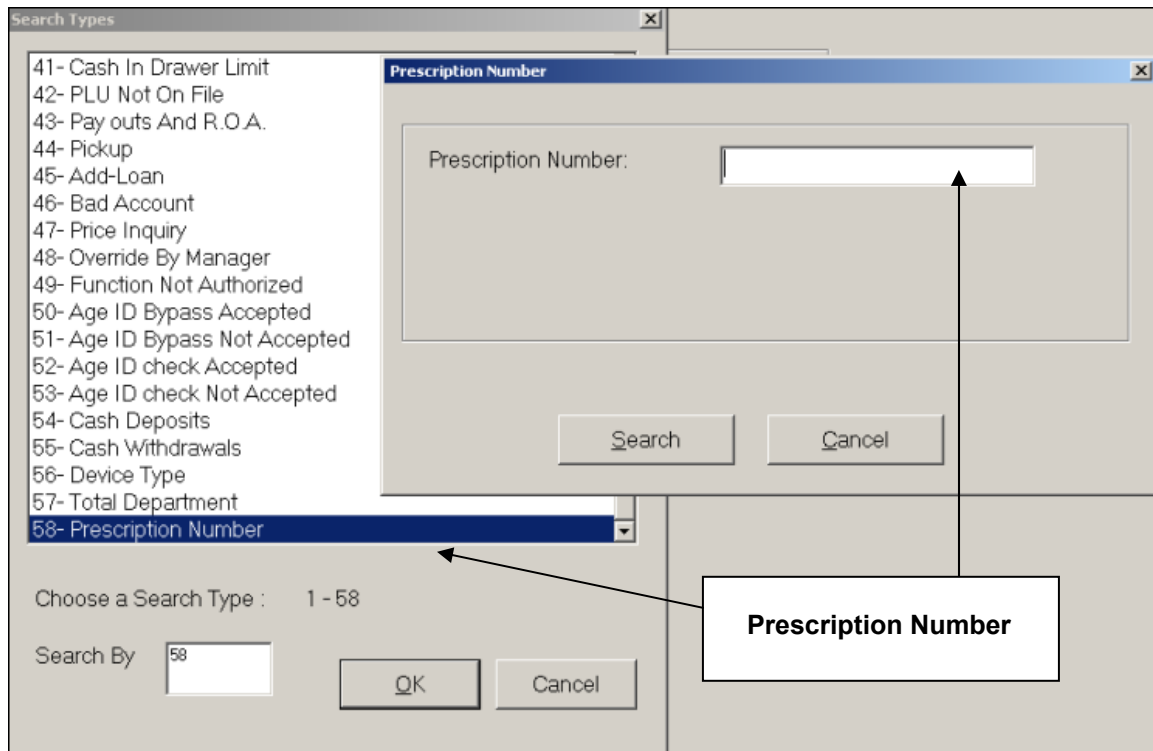 Search Types
41- Cash In Drawer Limit
42- PLU Not On File
43- Pay outs And R.O.A.
44- Pickup
45- Add-Loan
46- Bad Account
47- Price Inquiry
48- Override By Manager
49- Function Not Authorized
50- Age ID Bypass Accepted
51- Age ID Bypass Not Accepted
52- Age ID check Accepted
53- Age ID check Not Accepted
54- Cash Deposits
55- Cash Withdrawals
56- Device Type
57- Total Department
58- Prescription Number
Choose a Search Type : 1 - 58
Search By 58
OK Cancel
Prescription Number
Prescription Number:
Search Cancel
Prescription Number